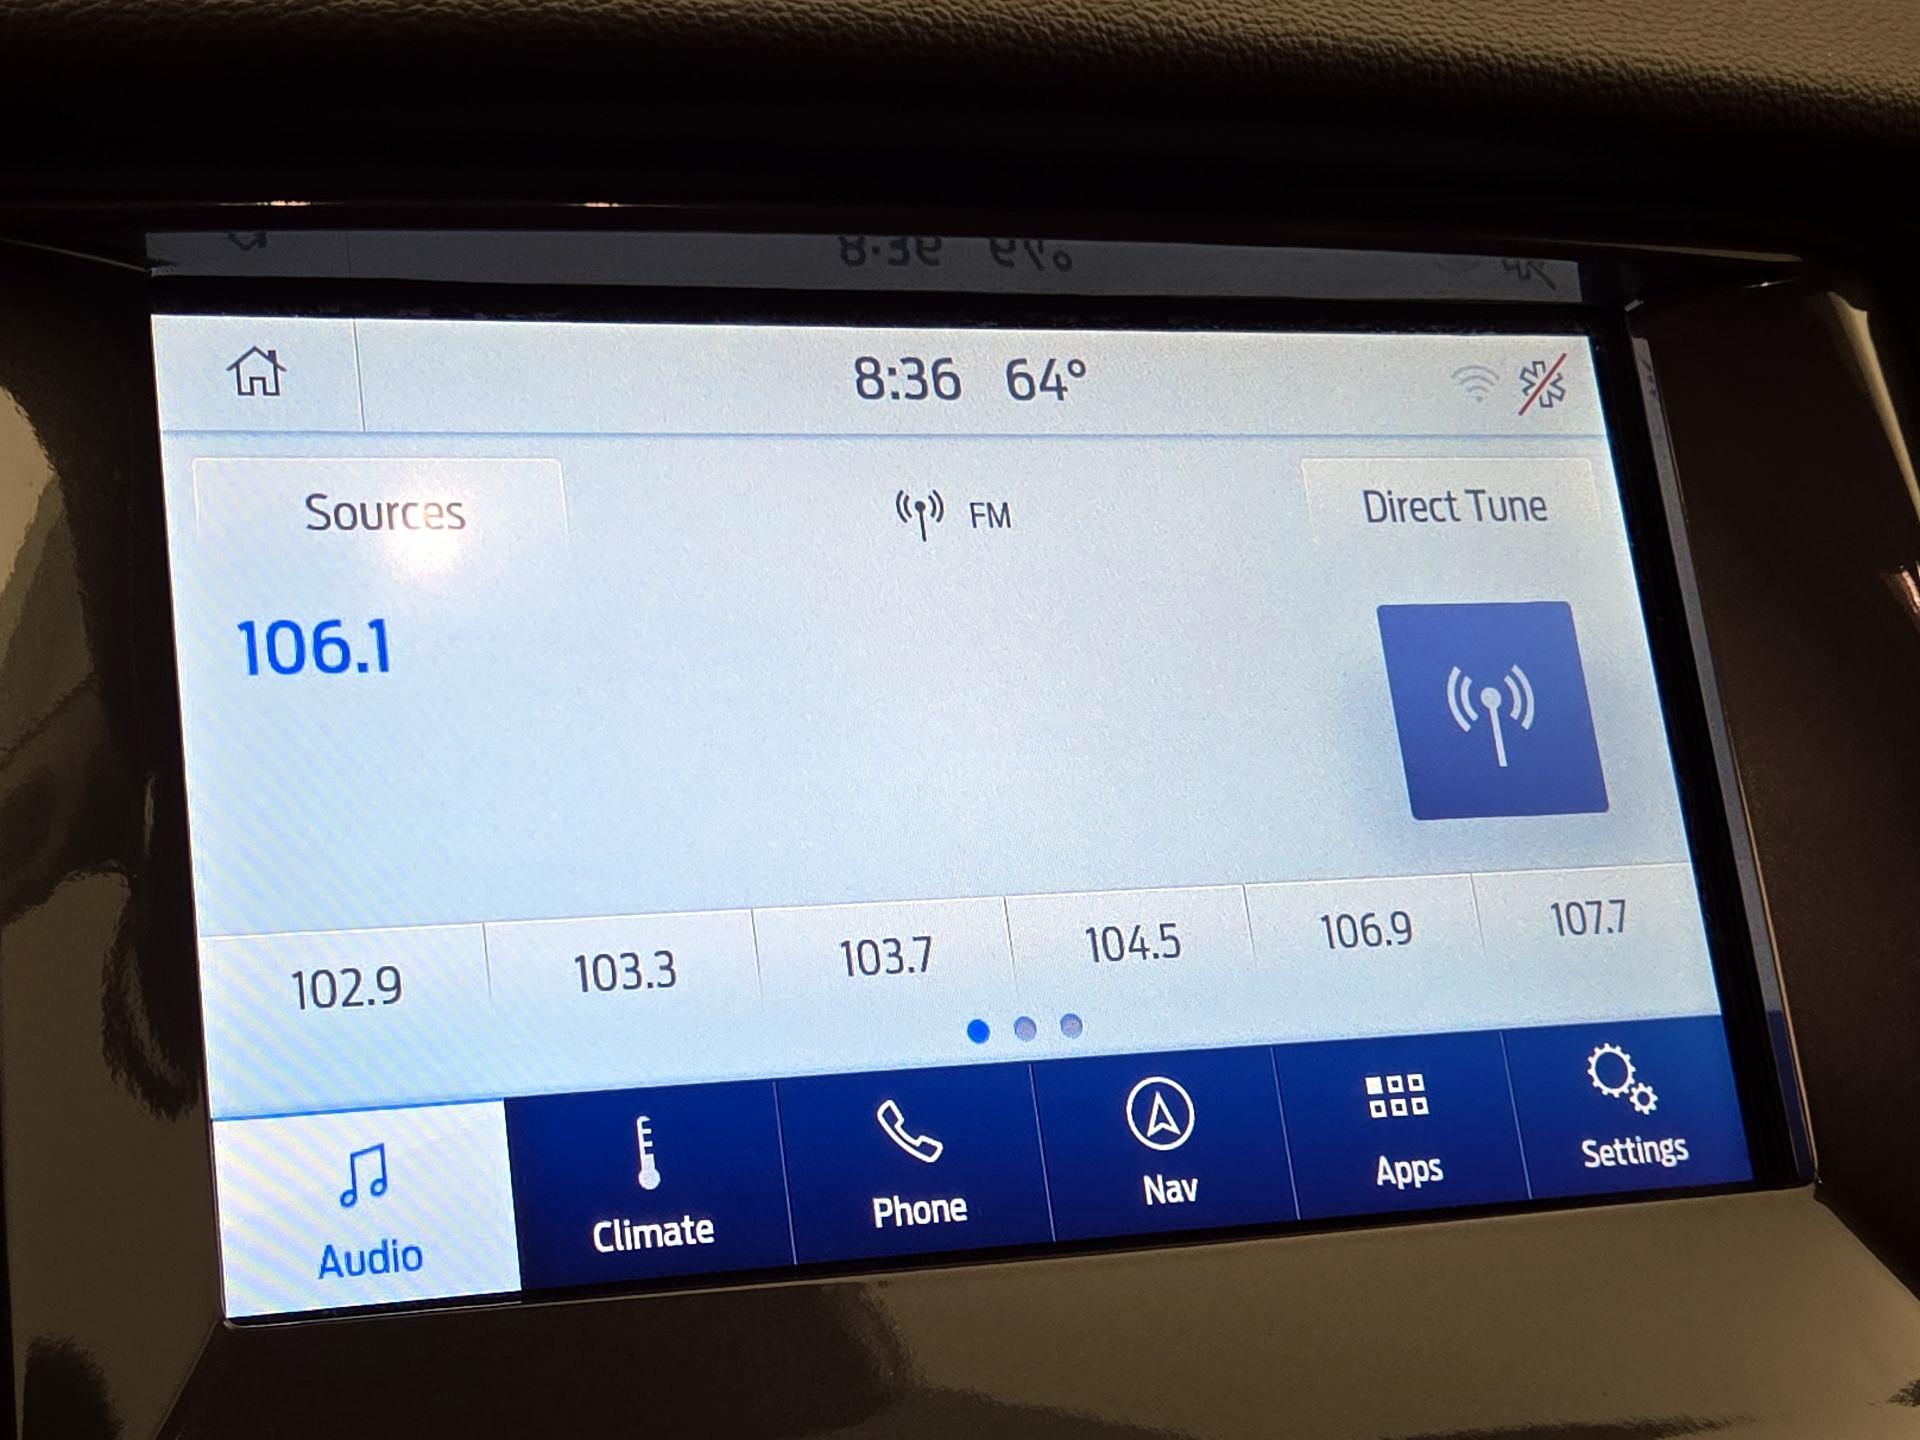 8:36 64°
Sources FM Direct Tune
106.1
102.9 103.3 103.7 104.5 106.9 107.7
Audio Climate Phone Nav Apps Settings